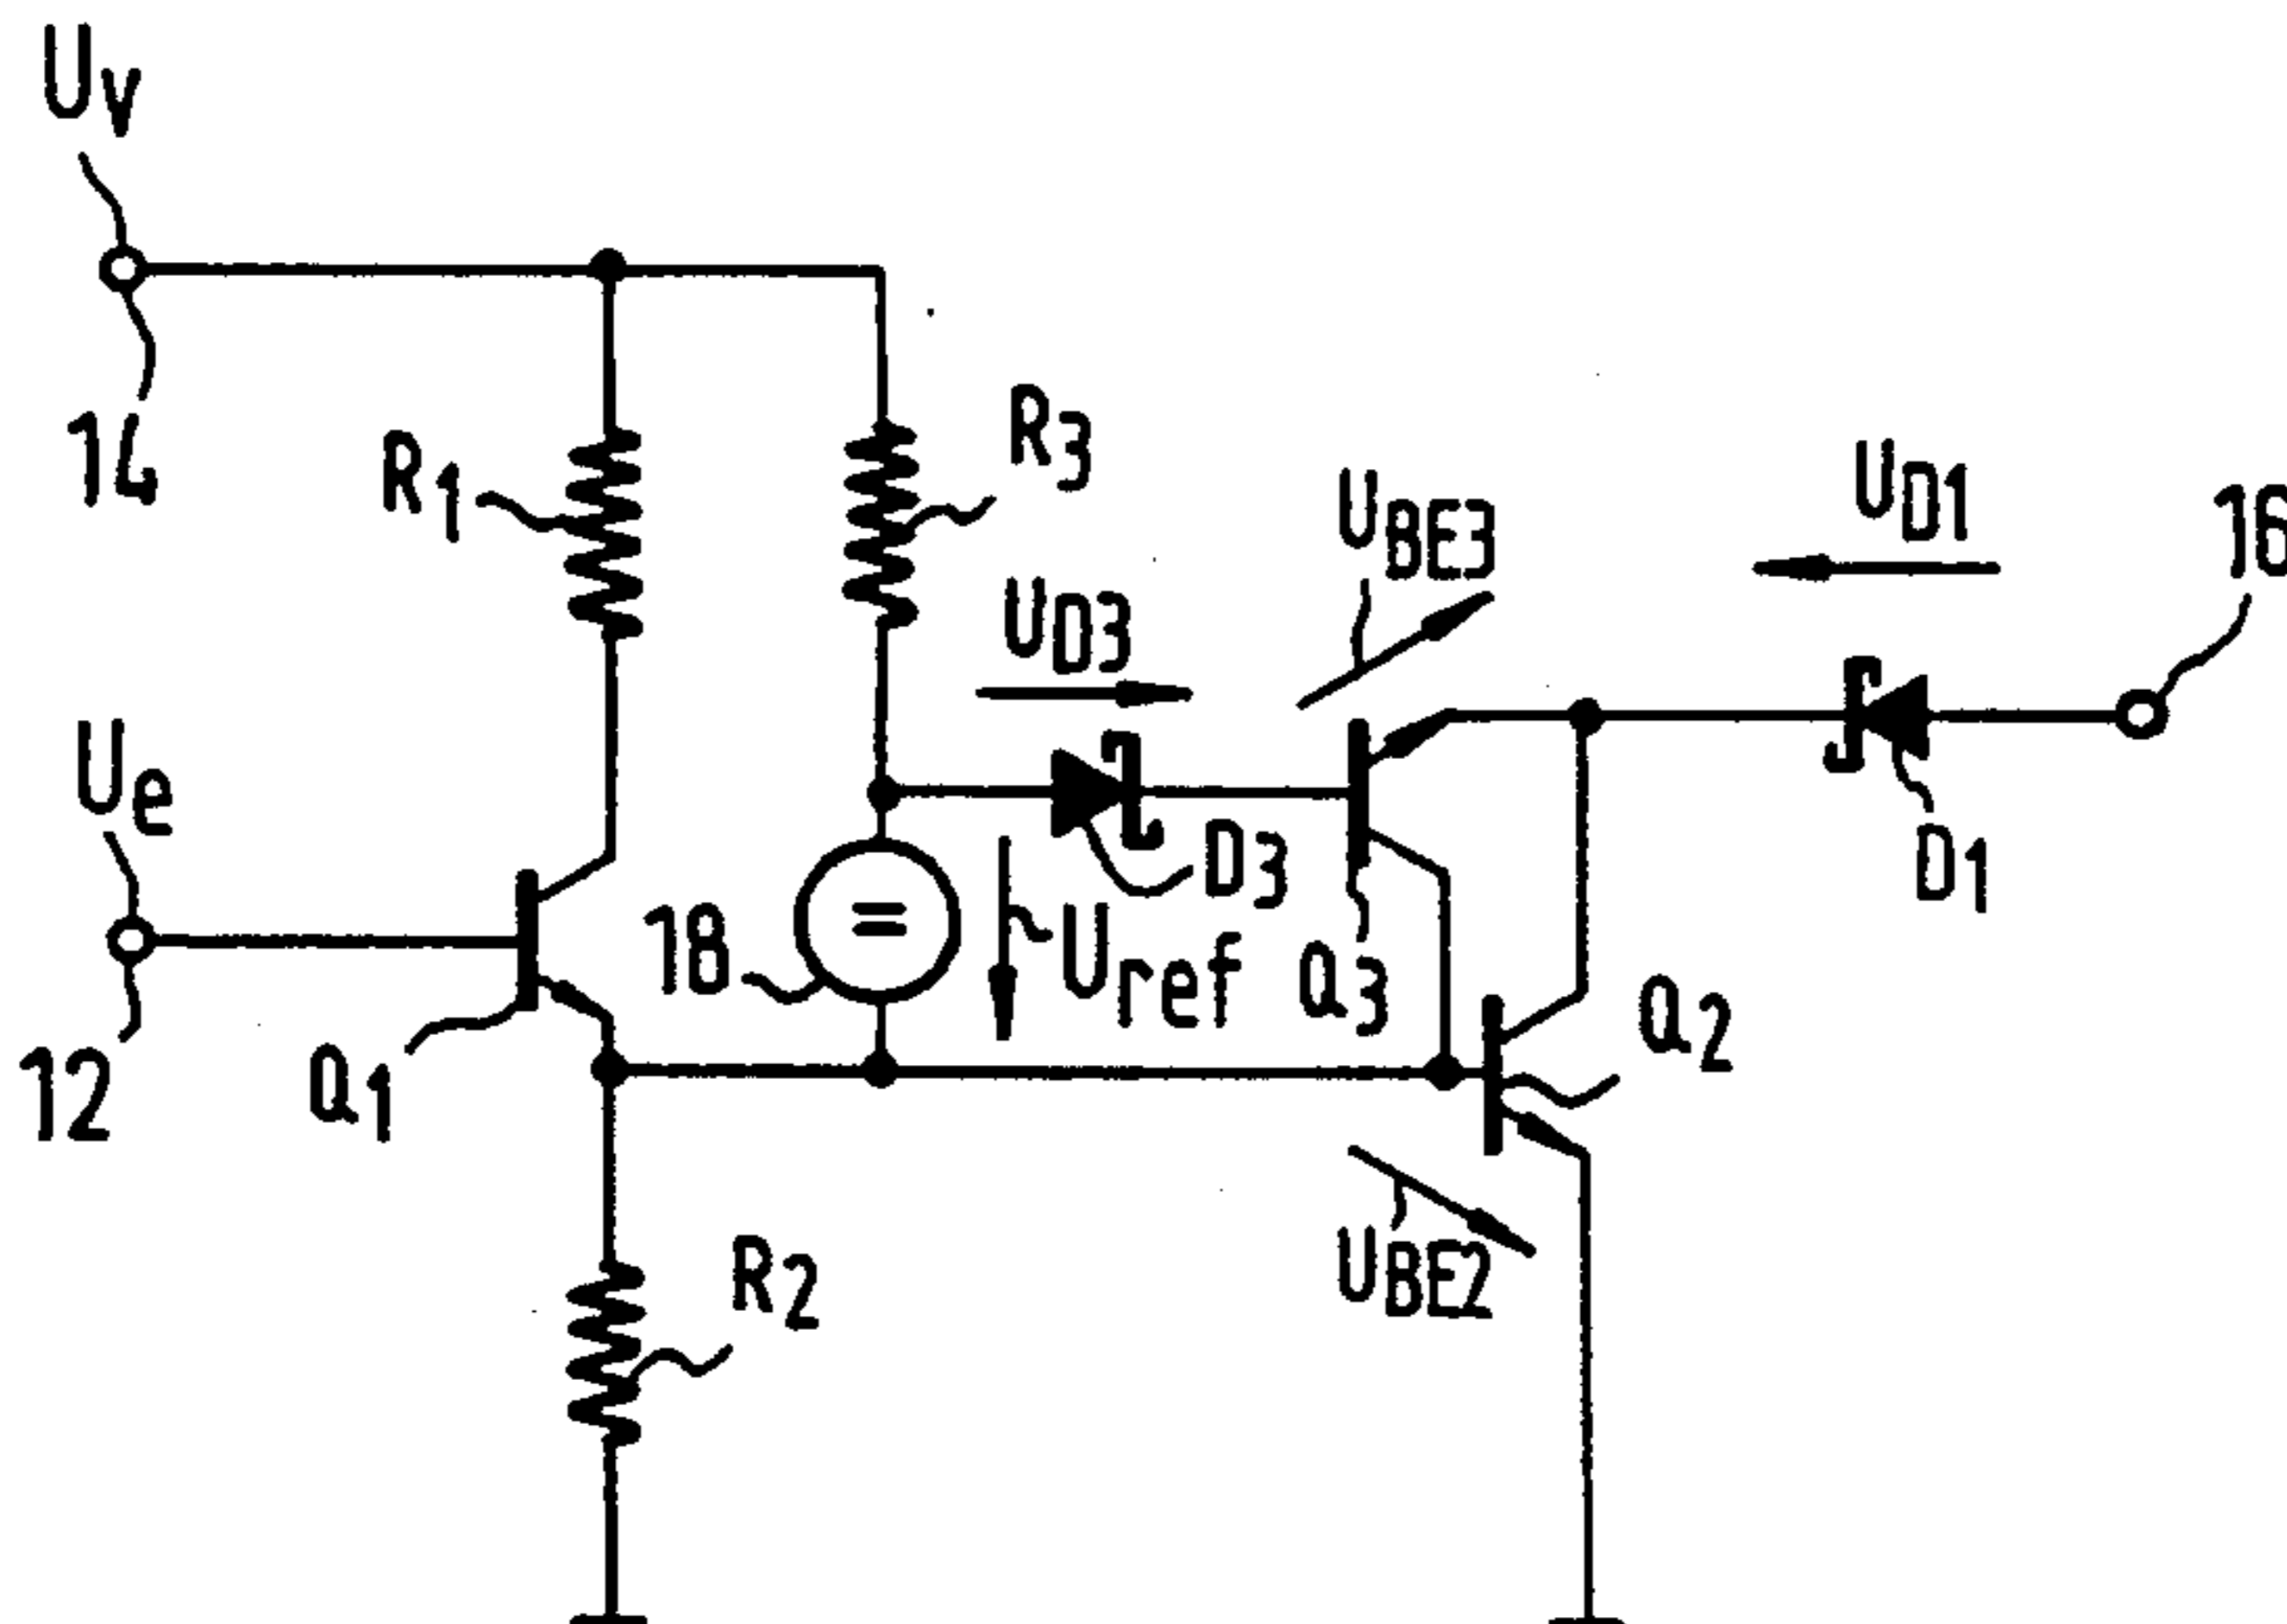 Uv
14
R1
R3
UBE3
UD1
16
UD3
Ue
D1
D3
18
Uref
Q3
Q2
12
Q1
UBE2
R2